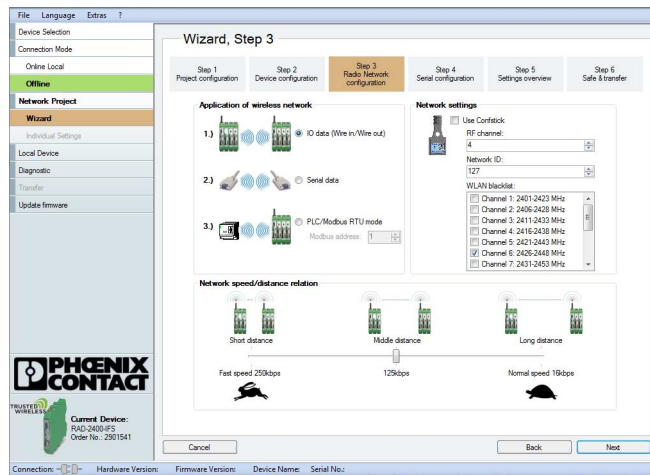 File Language Extras ?
Device Selection
Connection Mode
Online Local
Offline
Network Project
Wizard
Individual Settings
Local Device
Diagnostic
Transfer
Update firmware
PHŒNIX
CONTACT
TRUSTED
WIRELESS
Current Device:
RAD-2400-IFS
Order No.: 2901541
Wizard, Step 3
Step 1
Project configuration
Step 2
Device configuration
Step 3
Radio Network
configuration
Step 4
Serial configuration
Step 5
Settings overview
Step 6
Safe & transfer
Application of wireless network
1.) IO data (Wire in/Wire out)
2.) Serial data
3.) PLC/Modbus RTU mode
Modbus address: 1
Network settings
Use Confstick
RF channel:
4
Network ID:
127
WLAN blacklist:
Channel 1: 2401-2423 MHz
Channel 2: 2406-2428 MHz
Channel 3: 2411-2433 MHz
Channel 4: 2416-2438 MHz
Channel 5: 2421-2443 MHz
Channel 6: 2426-2448 MHz
Channel 7: 2431-2453 MHz
Network speed/distance relation
Short distance Middle distance Long distance
Fast speed 250kbps 125kbps Normal speed 16kbps
Cancel Back Next
Connection: Hardware Version: Firmware Version: Device Name: Serial No.: